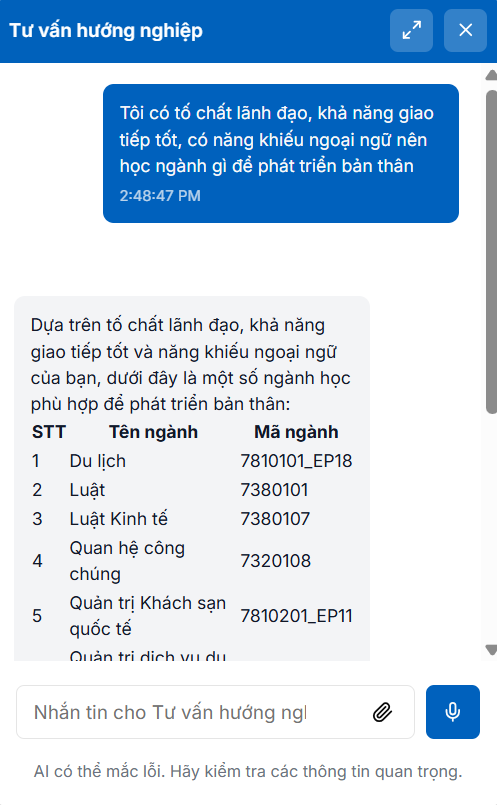 Tư vấn hướng nghiệp
Tôi có tố chất lãnh đạo, khả năng giao
tiếp tốt, có năng khiếu ngoại ngữ nên
học ngành gì để phát triển bản thân
2:48:47 PM
Dựa trên tố chất lãnh đạo, khả năng
giao tiếp tốt và năng khiếu ngoại ngữ
của bạn, dưới đây là một số ngành học
phù hợp để phát triển bản thân:
STT Tên ngành Mã ngành
1 Du lịch 7810101_EP18
2 Luật 7380101
3 Luật Kinh tế 7380107
4 Quan hệ công chúng 7320108
5 Quản trị Khách sạn quốc tế 7810201_EP11
Quản trị dịch vụ du
Nhắn tin cho Tư vấn hướng ngh
AI có thể mắc lỗi. Hãy kiểm tra các thông tin quan trọng.